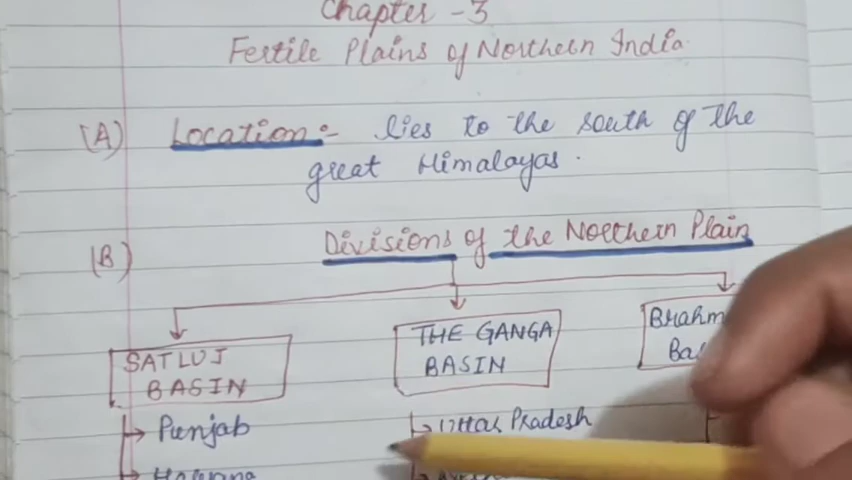 Chapter - 3
Fertile Plains of Northern India
(A) Location:- lies to the south of the
great Himalayas.
(B) Divisions of the Northern Plain
SATLUJ
BASIN
THE GANGA
BASIN
Punjab
Uttar Pradesh